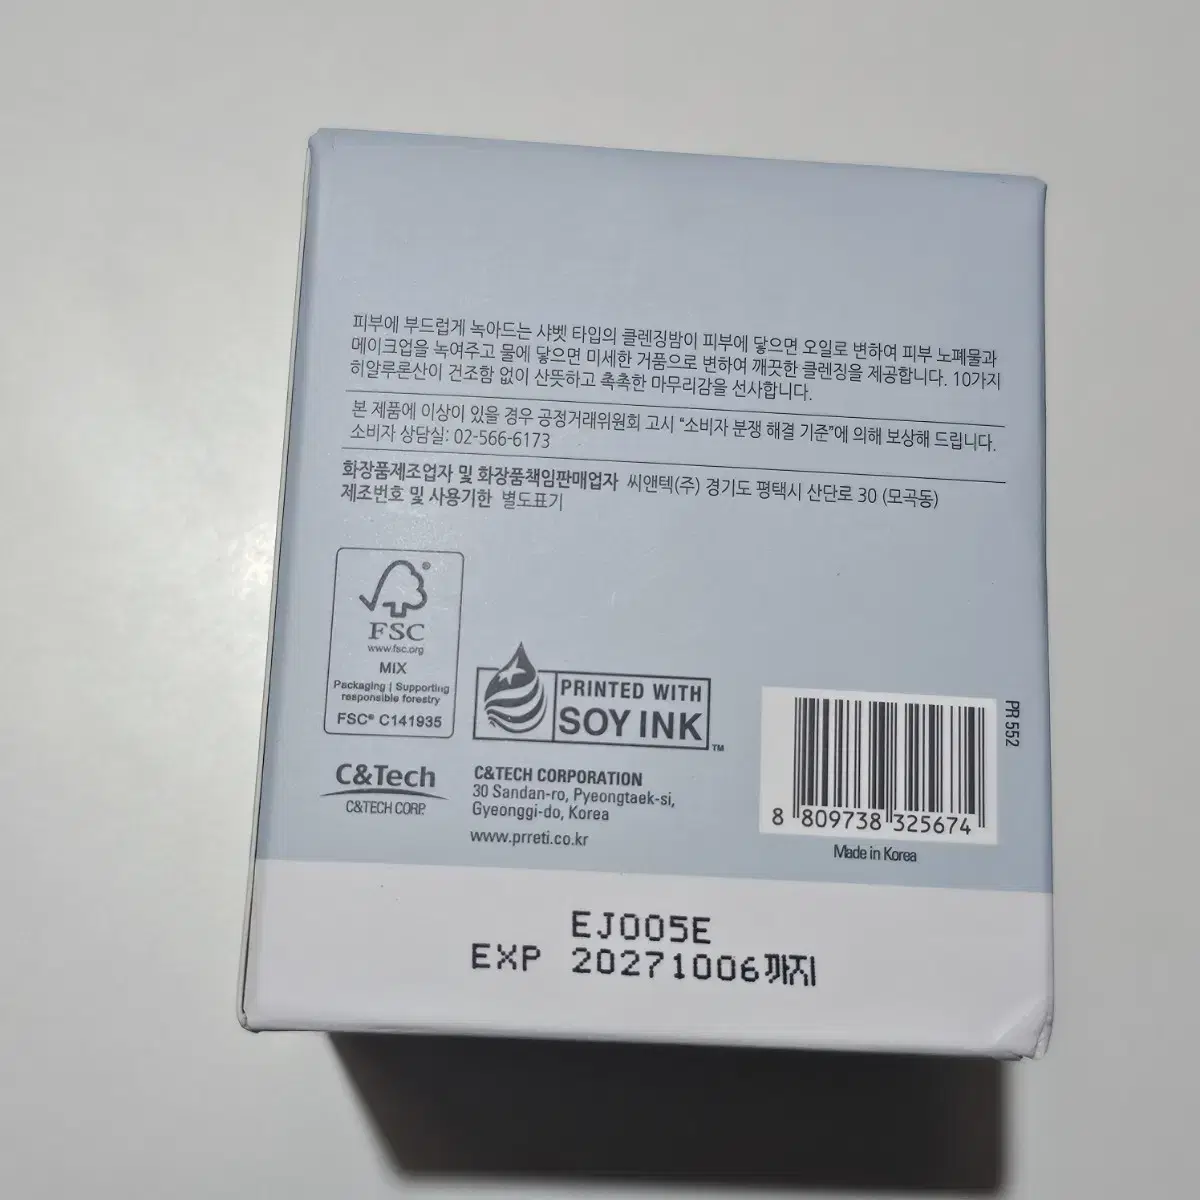 피부에 부드럽게 녹아드는 샤벳 타입의 클렌징밤이 피부에 닿으면 오일로 변하여 피부 노폐물과
메이크업을 녹여주고 물에 닿으면 미세한 거품으로 변하여 깨끗한 클렌징을 제공합니다. 10가지
히알루론산이 건조함 없이 산뜻하고 촉촉한 마무리감을 선사합니다.
본 제품에 이상이 있을 경우 공정거래위원회 고시 “소비자 분쟁 해결 기준”에 의해 보상해 드립니다.
소비자 상담실: 02-566-6173
화장품제조업자 및 화장품책임판매업자 씨앤텍(주) 경기도 평택시 산단로 30 (모곡동)
제조번호 및 사용기한 별도표기
FSC®
www.fsc.org
MIX
Packaging | Supporting
responsible forestry
FSC® C141935
PRINTED WITH
SOY INK™
C&Tech
C&TECH CORP.
C&TECH CORPORATION
30 Sandan-ro, Pyeongtaek-si,
Gyeonggi-do, Korea
www.prreti.co.kr
PR 552
8 809738 325674
Made in Korea
EJ005E
EXP 20271006까지